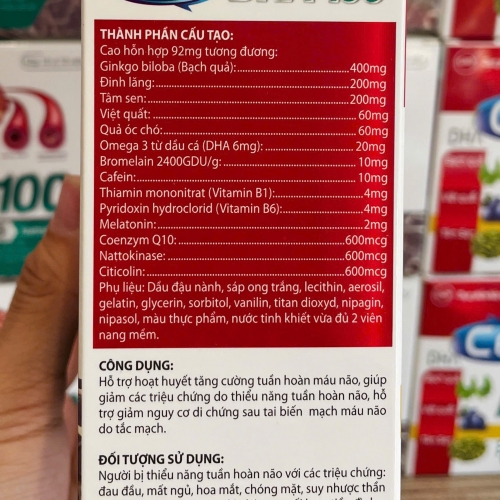 THÀNH PHẦN CẤU TẠO:
Cao hỗn hợp 92mg tương đương:
Ginkgo biloba (Bạch quả):..............................400mg
Đinh lăng:..............................200mg
Tâm sen:..............................200mg
Việt quất:..............................60mg
Quả óc chó:..............................60mg
Omega 3 từ dầu cá (DHA 6mg):..................20mg
Bromelain 2400GDU/g:..............................10mg
Cafein:..............................10mg
Thiamin mononitrat (Vitamin B1):....................4mg
Pyridoxin hydroclorid (Vitamin B6):..................4mg
Melatonin:..............................2mg
Coenzym Q10:..............................600mcg
Nattokinase:..............................600mcg
Citicolin:..............................600mcg
Phụ liệu: Dầu đậu nành, sáp ong trắng, lecithin, aerosil,
gelatin, glycerin, sorbitol, vanilin, titan dioxyd, nipagin,
nipasol, màu thực phẩm, nước tinh khiết vừa đủ 2 viên
nang mềm.
CÔNG DỤNG:
Hỗ trợ hoạt huyết tăng cường tuần hoàn máu não, giúp
giảm các triệu chứng do thiểu năng tuần hoàn não, hỗ
trợ giảm nguy cơ di chứng sau tai biến mạch máu não
do tắc mạch.
ĐỐI TƯỢNG SỬ DỤNG:
Người bị thiểu năng tuần hoàn não với các triệu chứng:
đau đầu, mất ngủ, hoa mắt, chóng mặt, suy nhược thần
100
DHA
DHA